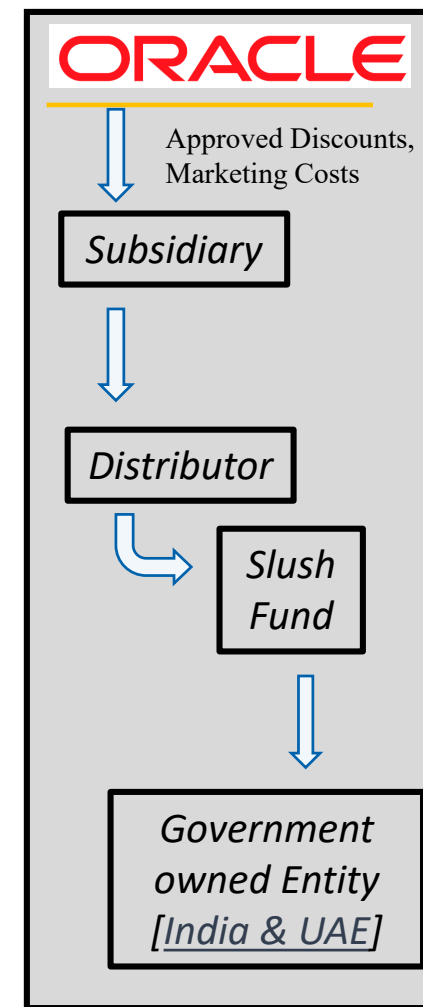 ORACLE
Approved Discounts,
Marketing Costs
Subsidiary
Distributor
Slush
Fund
Government
owned Entity
[India & UAE]